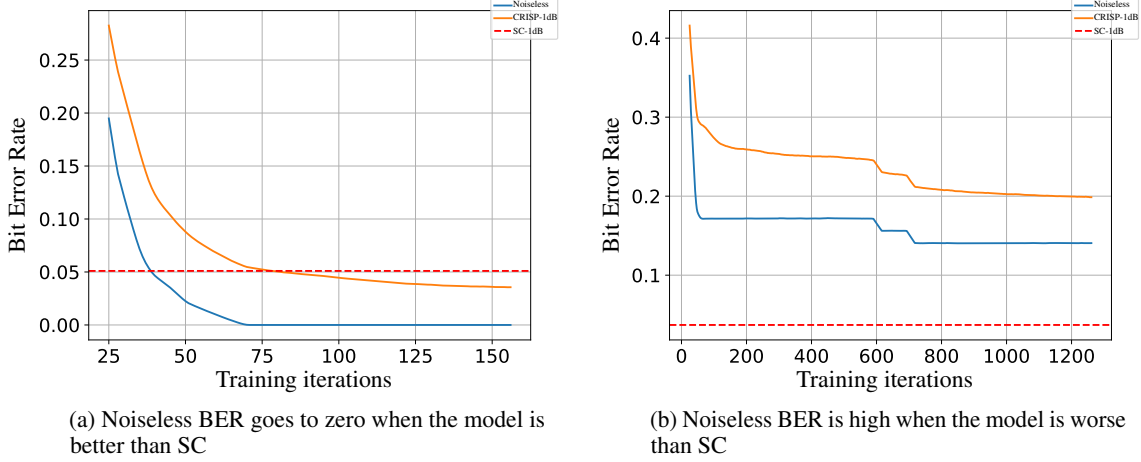 Noiseless
CRISP-1dB
SC-1dB
0.25
0.20
0.15
0.10
0.05
0.00
Bit Error Rate
25
50
75
100
125
150
Training iterations
(a) Noiseless BER goes to zero when the model is
better than SC
Noiseless
CRISP-1dB
SC-1dB
0.4
0.3
0.2
0.1
Bit Error Rate
0
200
400
600
800
1000
1200
Training iterations
(b) Noiseless BER is high when the model is worse
than SC